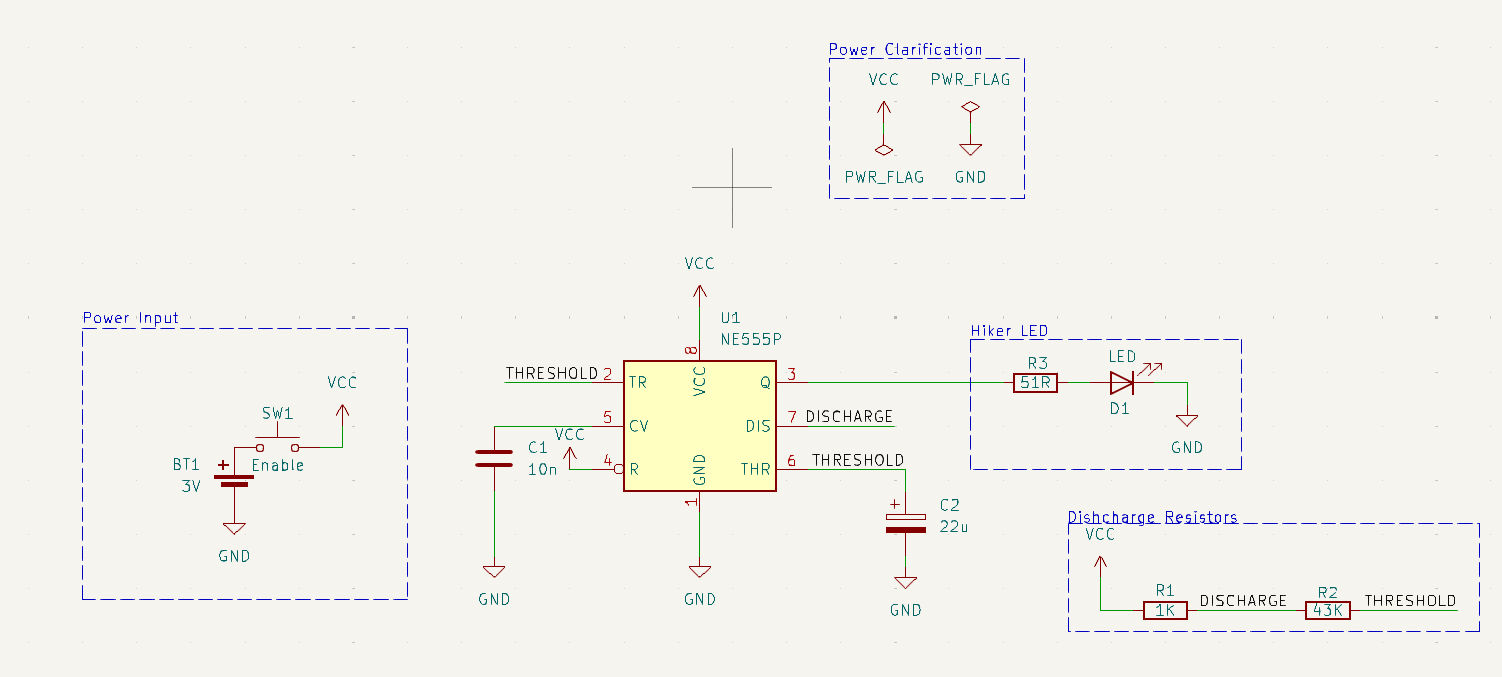 Power Clarification
VCC PWR_FLAG
PWR_FLAG GND
Power Input
VCC
SW1
Enable
BT1
3V
GND
VCC
U1
NE555P
THRESHOLD 2 TR
5 CV
4 R
8
VCC
GND
1
Q 3
DIS 7 DISCHARGE
THR 6 THRESHOLD
VCC
C1
10n
GND
GND
C2
22u
GND
Hiker LED
R3
51R
LED
D1
GND
Dishcharge Resistors
VCC
R1
1K
DISCHARGE
R2
43K
THRESHOLD